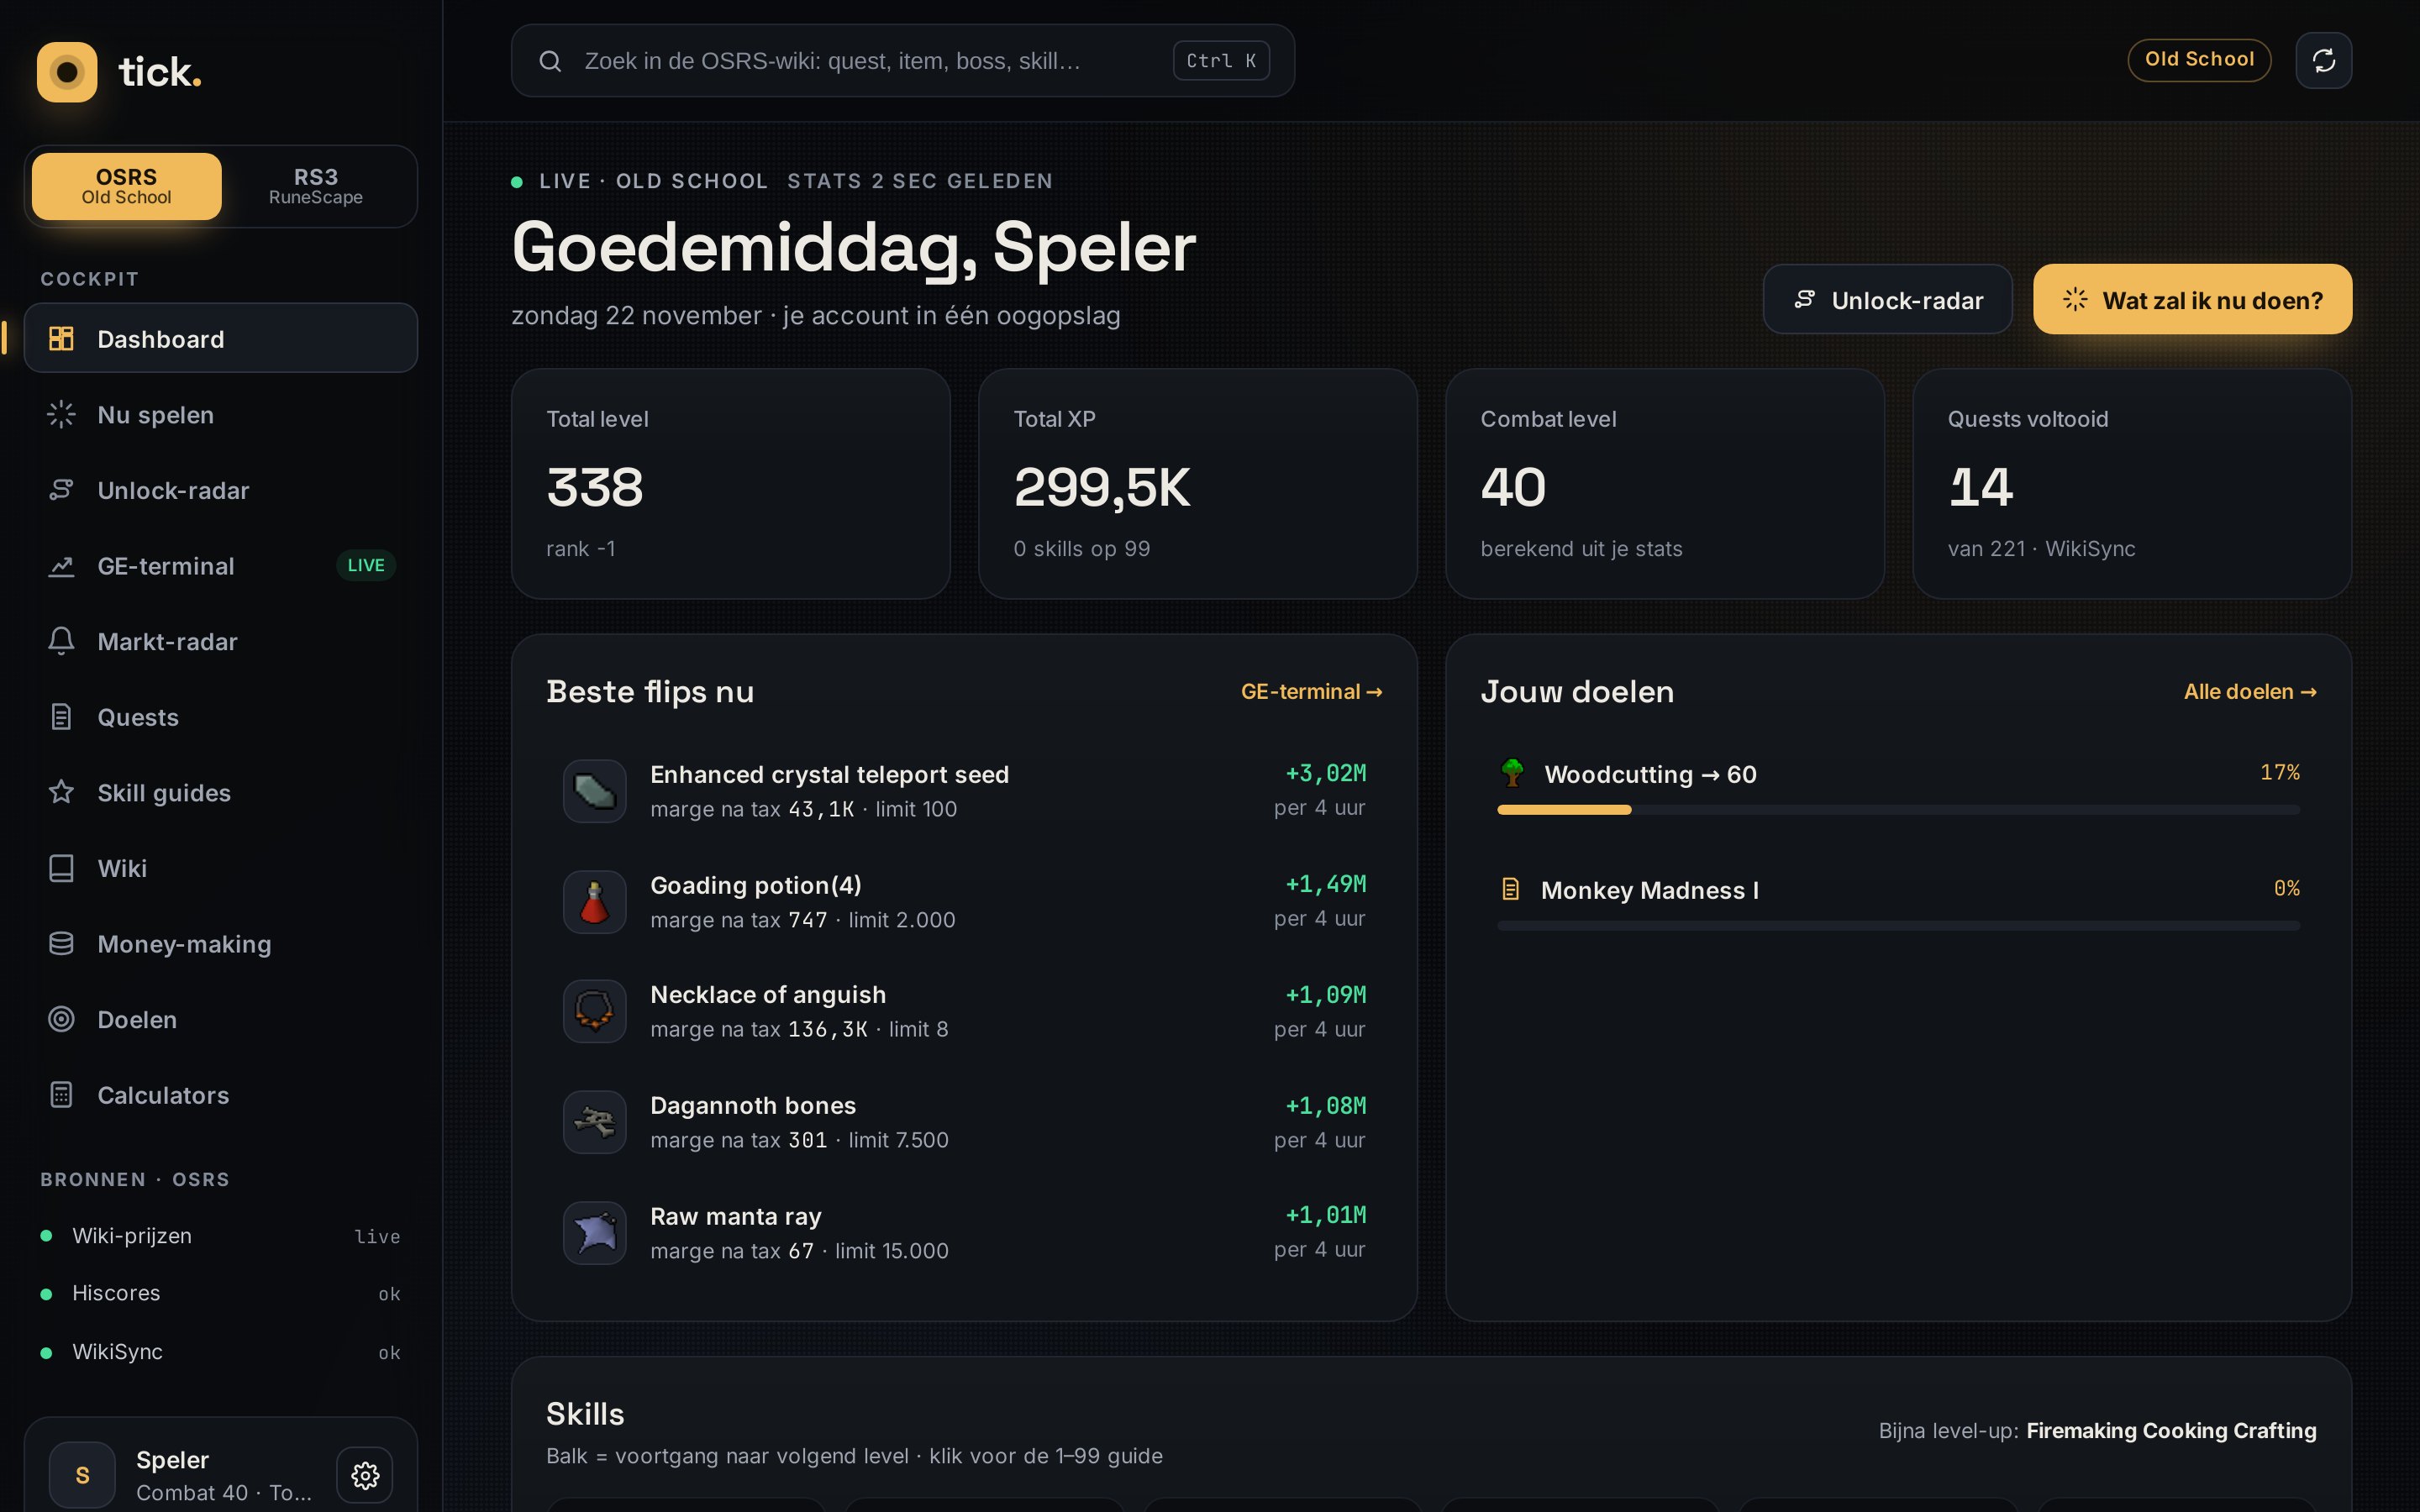 tick.
OSRS
Old School
RS3
RuneScape
COCKPIT
Dashboard
Nu spelen
Unlock-radar
GE-terminal LIVE
Markt-radar
Quests
Skill guides
Wiki
Money-making
Doelen
Calculators
BRONNEN · OSRS
Wiki-prijzen live
Hiscores ok
WikiSync ok
S
Speler
Combat 40 · To...
Zoek in de OSRS-wiki: quest, item, boss, skill... Ctrl K
Old School
LIVE · OLD SCHOOL STATS 2 SEC GELEDEN
Goedemiddag, Speler
zondag 22 november · je account in één oogopslag
Unlock-radar
Wat zal ik nu doen?
Total level
338
rank -1
Total XP
299,5K
0 skills op 99
Combat level
40
berekend uit je stats
Quests voltooid
14
van 221 · WikiSync
Beste flips nu GE-terminal →
Enhanced crystal teleport seed +3,02M
marge na tax 43,1K · limit 100 per 4 uur
Goading potion(4) +1,49M
marge na tax 747 · limit 2.000 per 4 uur
Necklace of anguish +1,09M
marge na tax 136,3K · limit 8 per 4 uur
Dagannoth bones +1,08M
marge na tax 301 · limit 7.500 per 4 uur
Raw manta ray +1,01M
marge na tax 67 · limit 15.000 per 4 uur
Jouw doelen Alle doelen →
Woodcutting → 60 17%
Monkey Madness I 0%
Skills
Balk = voortgang naar volgend level · klik voor de 1–99 guide
Bijna level-up: Firemaking Cooking Crafting